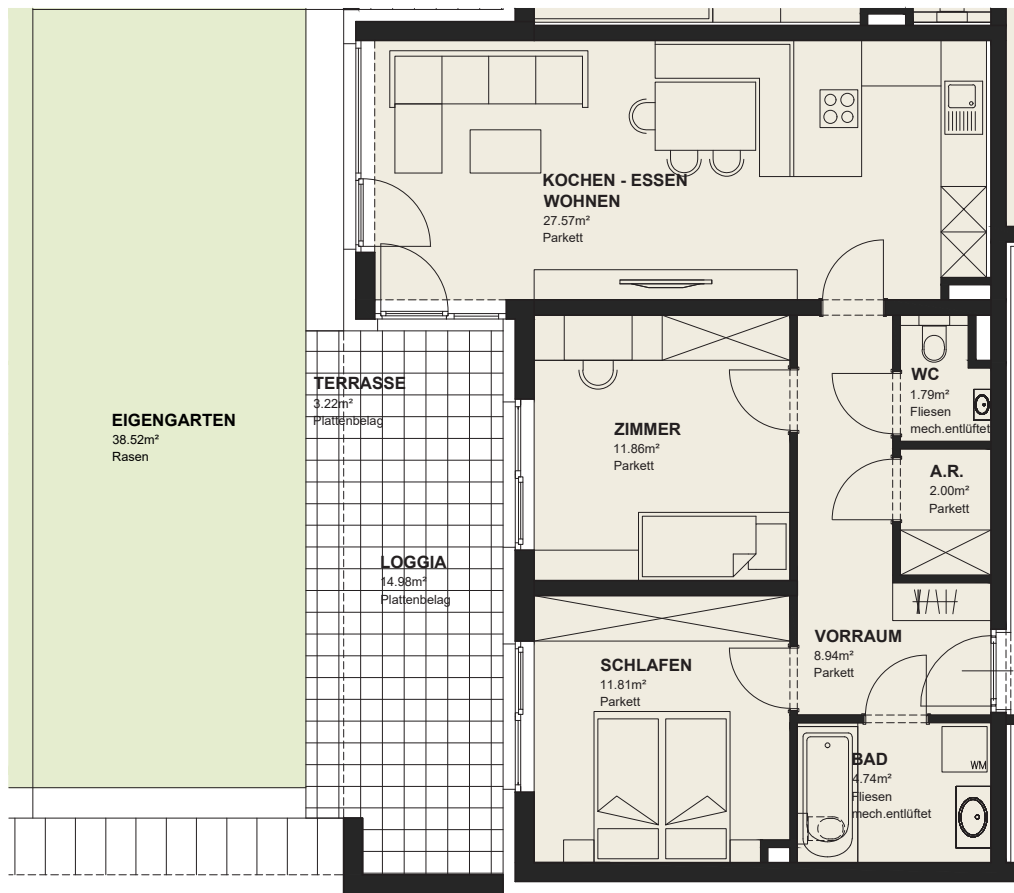 KOCHEN - ESSEN
WOHNEN
27.57m²
Parkett
TERRASSE
3.22m²
Plattenbelag
EIGENGARTEN
38.52m²
Rasen
ZIMMER
11.86m²
Parkett
WC
1.79m²
Fliesen
mech.entlüftet
A.R.
2.00m²
Parkett
LOGGIA
14.98m²
Plattenbelag
SCHLAFEN
11.81m²
Parkett
VORRAUM
8.94m²
Parkett
BAD
4.74m²
Fliesen
mech.entlüftet
WM